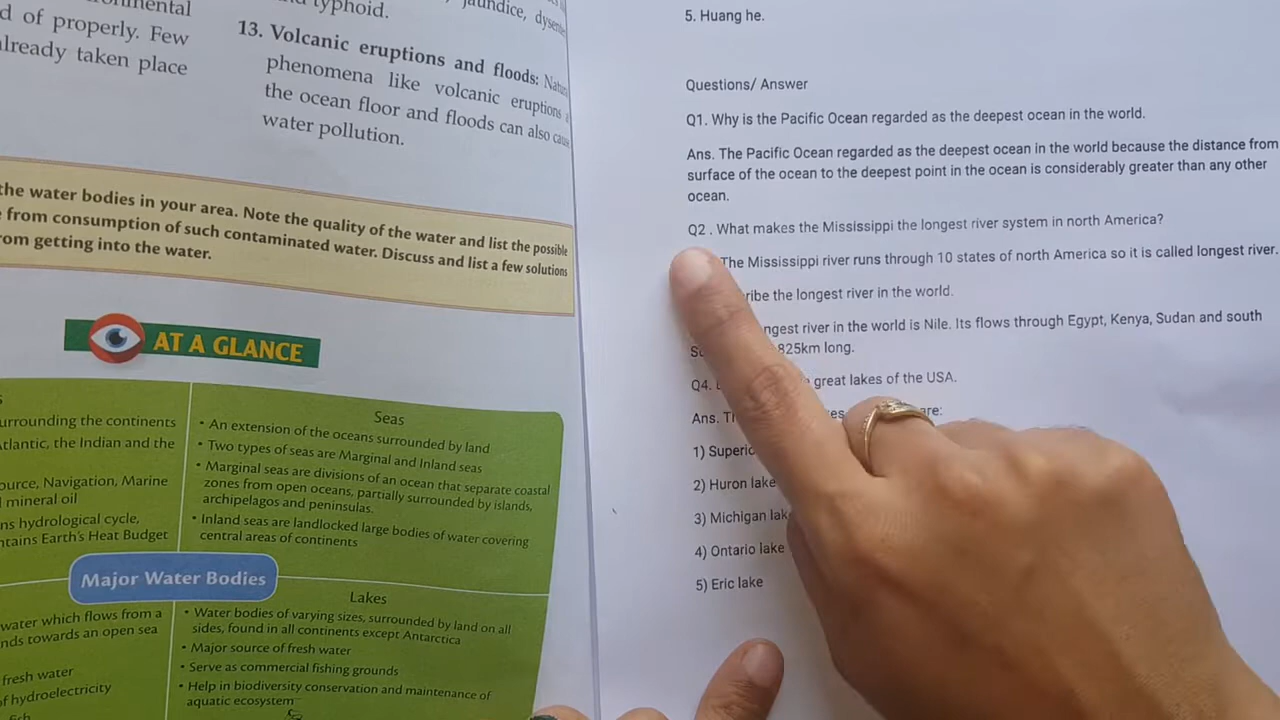 d of properly. Few
already taken place
typhoid.
13. Volcanic eruptions and floods:
phenomena like volcanic eruptions
the ocean floor and floods can also
water pollution.
the water bodies in your area. Note the quality of the water and list the possible
from consumption of such contaminated water. Discuss and list a few solutions
om getting into the water.
AT A GLANCE
urrounding the continents
tlantic, the Indian and the
ource, Navigation, Marine
mineral oil
ns hydrological cycle,
ntains Earth's Heat Budget
Seas
• An extension of the oceans surrounded by land
• Two types of seas are Marginal and Inland seas
• Marginal seas are divisions of an ocean that separate coastal
zones from open oceans, partially surrounded by islands,
archipelagos and peninsulas.
• Inland seas are landlocked large bodies of water covering
central areas of continents
Major Water Bodies
water which flows from a
nds towards an open sea
fresh water
of hydroelectricity
Lakes
• Water bodies of varying sizes, surrounded by land on all
sides, found in all continents except Antarctica
• Major source of fresh water
• Serve as commercial fishing grounds
• Help in biodiversity conservation and maintenance of
aquatic ecosystem
5. Huang he.
Questions/ Answer
Q1. Why is the Pacific Ocean regarded as the deepest ocean in the world.
Ans. The Pacific Ocean regarded as the deepest ocean in the world because the distance from
surface of the ocean to the deepest point in the ocean is considerably greater than any other
ocean.
Q2 . What makes the Mississippi the longest river system in north America?
The Mississippi river runs through 10 states of north America so it is called longest river.
ribe the longest river in the world.
ngest river in the world is Nile. Its flows through Egypt, Kenya, Sudan and south
825km long.
Q4. great lakes of the USA.
Ans. are:
1) Superio
2) Huron lake
3) Michigan lak
4) Ontario lake
5) Eric lake